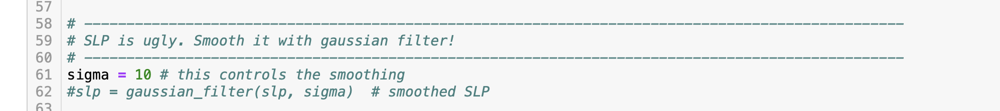 57
58 # -------------------------------------------------------------------------------------------------
59 # SLP is ugly. Smooth it with gaussian filter!
60 # -------------------------------------------------------------------------------------------------
61 sigma = 10 # this controls the smoothing
62 #slp = gaussian_filter(slp, sigma)  # smoothed SLP
63